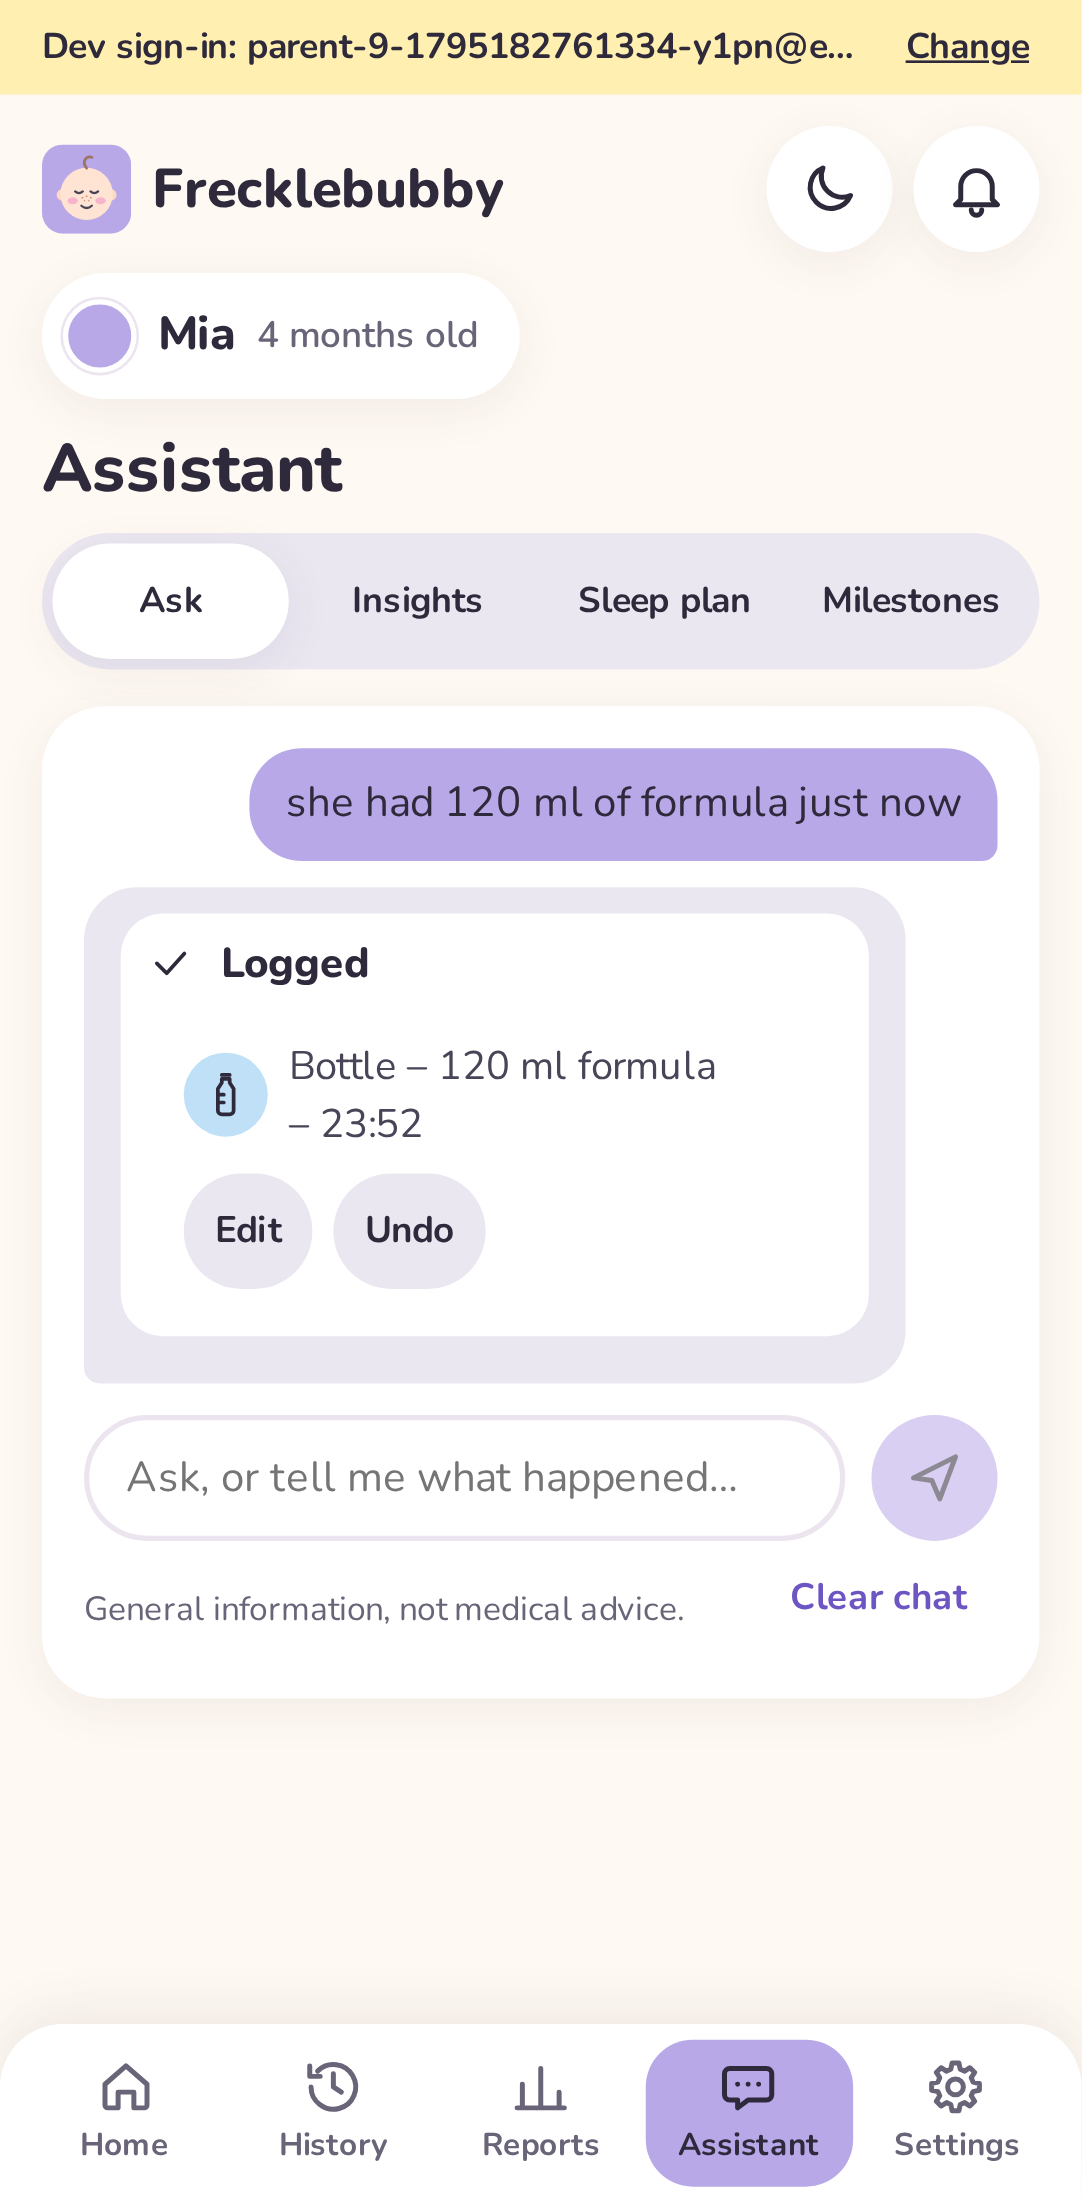 Dev sign-in: parent-9-1795182761334-y1pn@e... Change
Frecklebubby
Mia 4 months old
Assistant
Ask Insights Sleep plan Milestones
she had 120 ml of formula just now
Logged
Bottle – 120 ml formula
– 23:52
Edit Undo
Ask, or tell me what happened...
General information, not medical advice. Clear chat
Home History Reports Assistant Settings